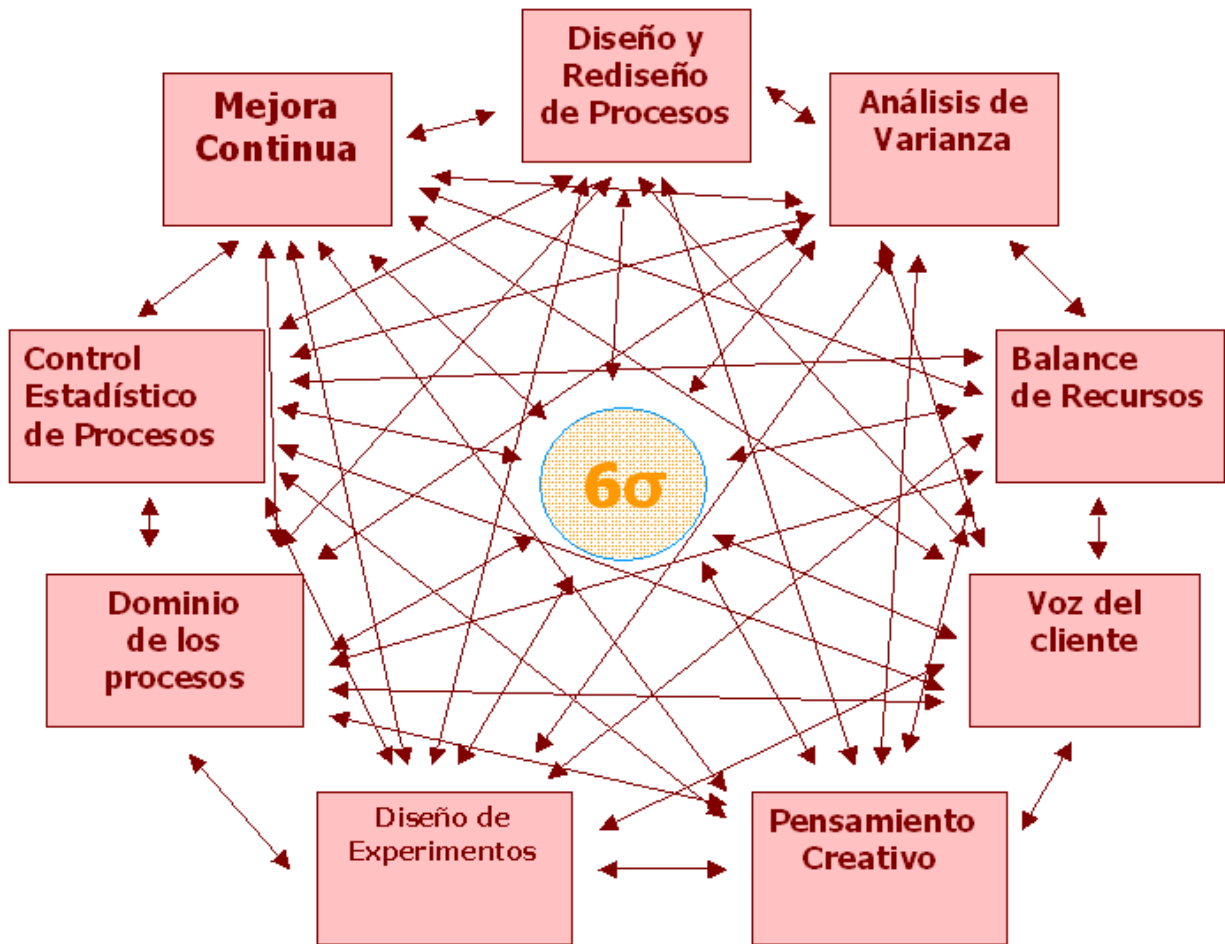 Diseño y
Rediseño
de Procesos
Mejora
Continua
Análisis de
Varianza
Control
Estadístico
de Procesos
Balance
de Recursos
6σ
Dominio
de los
procesos
Voz del
cliente
Diseño de
Experimentos
Pensamiento
Creativo